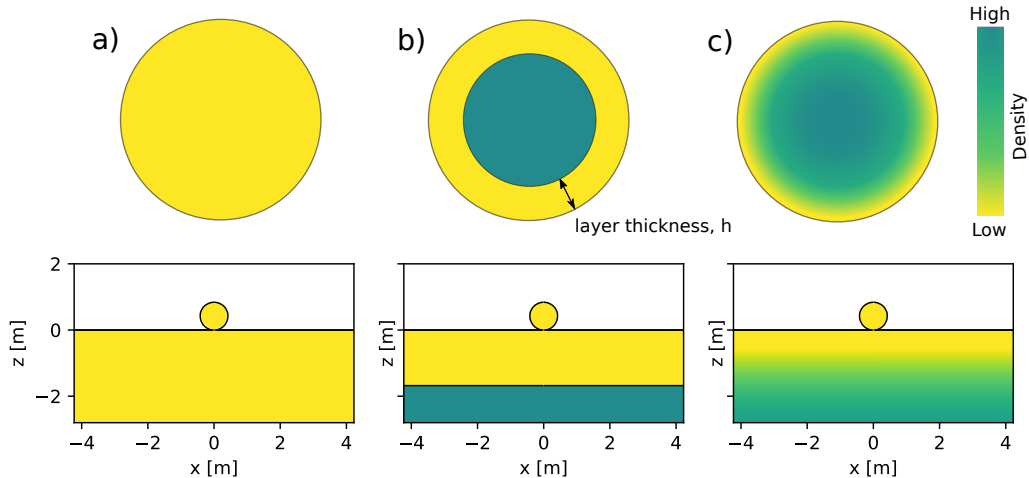 a)
b)
c)
High
Density
Low
layer thickness, h
2
0
−2
z [m]
−4 −2 0 2 4
x [m]
z [m]
−4 −2 0 2 4
x [m]
z [m]
−4 −2 0 2 4
x [m]